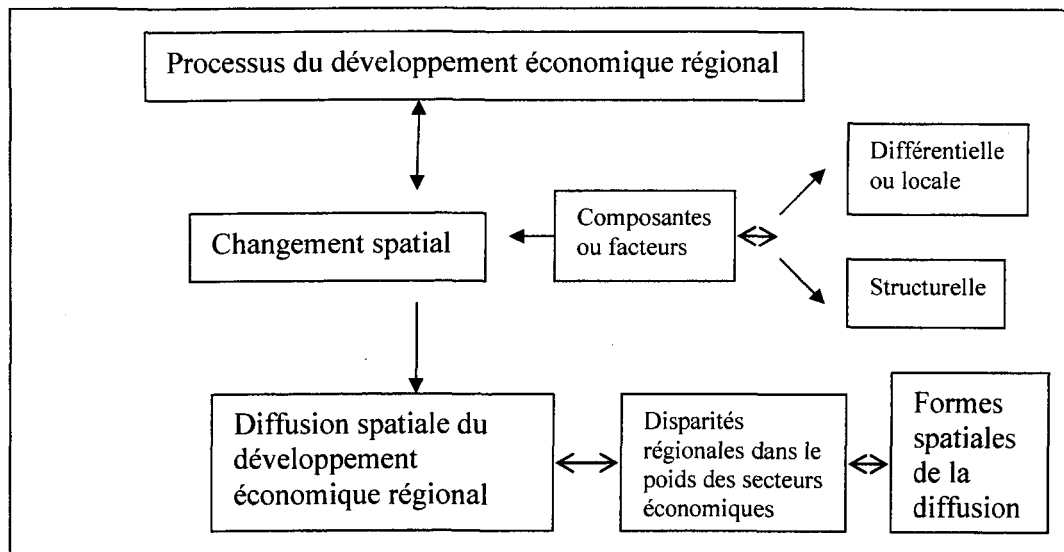 Processus du développement économique régional
Différentielle
ou locale
Changement spatial
Composantes
ou facteurs
Structurelle
Diffusion spatiale du
développement
économique régional
Disparités
régionales dans le
poids des secteurs
économiques
Formes
spatiales
de la
diffusion